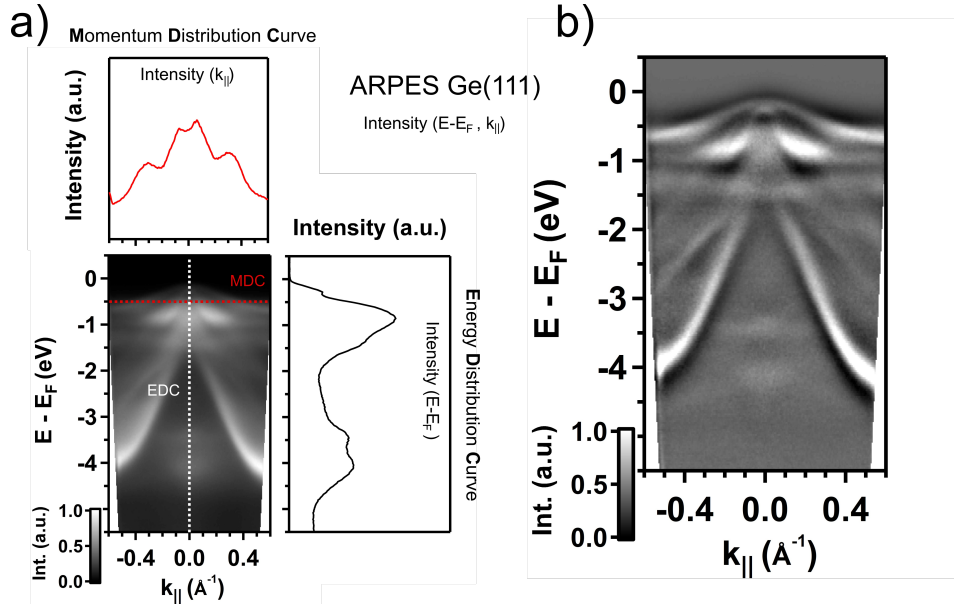 a)
Momentum Distribution Curve
Intensity (a.u.)
Intensity (k||)
ARPES Ge(111)
Intensity (E-EF , k||)
Intensity (a.u.)
E - EF (eV)
0
-1
-2
-3
-4
MDC
EDC
-0.4 0.0 0.4
k|| (Å-1)
Int. (a.u.)
1.0
0.5
0.0
Intensity (E-EF )
Energy Distribution Curve
b)
E - EF (eV)
0
-1
-2
-3
-4
Int. (a.u.)
1.0
0.5
0.0
-0.4 0.0 0.4
k|| (Å-1)